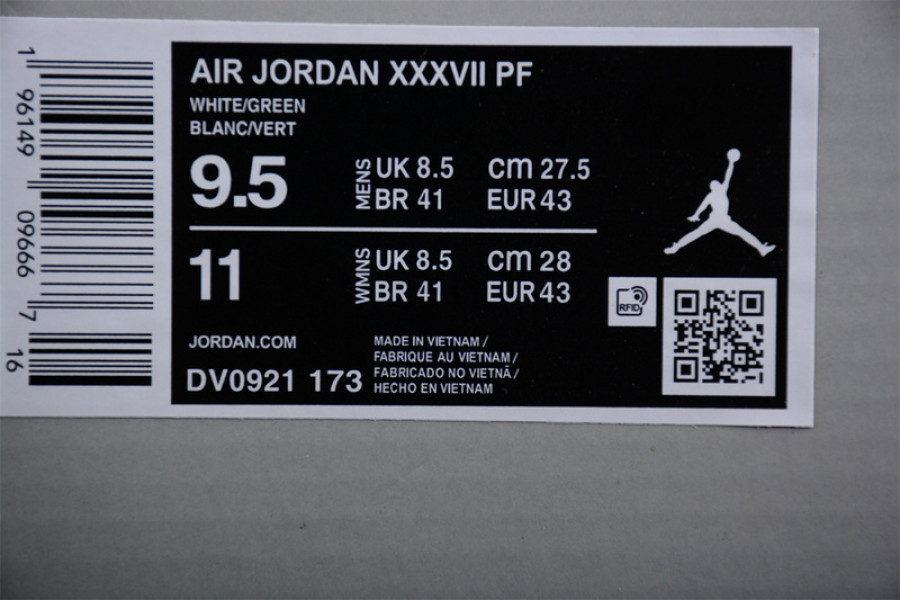 AIR JORDAN XXXVII PF
WHITE/GREEN
BLANC/VERT
9.5 MENS UK 8.5 cm 27.5
BR 41 EUR 43
11 WMNS UK 8.5 cm 28
BR 41 EUR 43
RFID
JORDAN.COM
DV0921 173
MADE IN VIETNAM /
FABRIQUE AU VIETNAM /
FABRICADO NO VIETNÃ /
HECHO EN VIETNAM
1 96149 09666 7
16